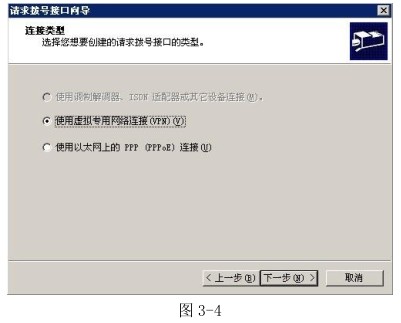 请求拨号接口向导
连接类型
选择您想要创建的请求拨号接口的类型。
使用调制解调器、ISDN 适配器或其它设备连接(M)。
使用虚拟专用网络连接(VPN)(V)
使用以太网上的 PPP (PPPoE) 连接(U)
< 上一步(B)
下一步(N) >
取消
图 3-4